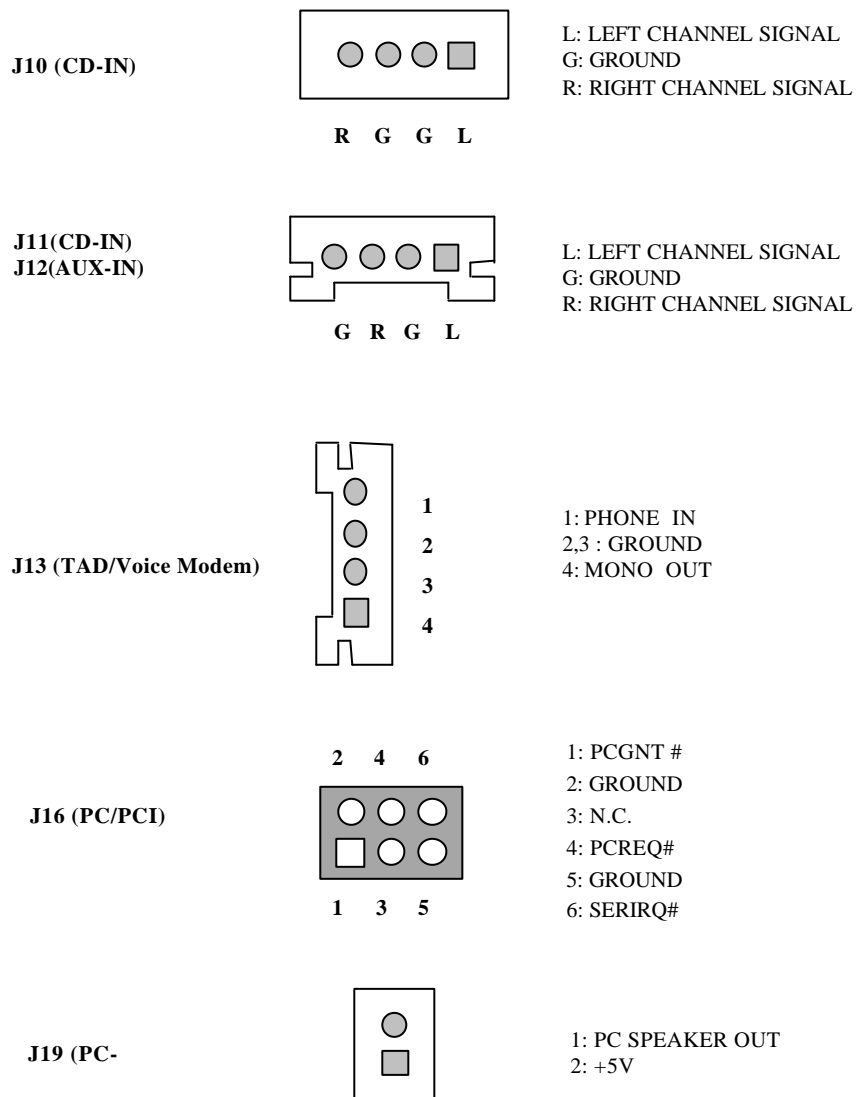 J10 (CD-IN)
R G G L
L: LEFT CHANNEL SIGNAL
G: GROUND
R: RIGHT CHANNEL SIGNAL
J11(CD-IN)
J12(AUX-IN)
G R G L
L: LEFT CHANNEL SIGNAL
G: GROUND
R: RIGHT CHANNEL SIGNAL
J13 (TAD/Voice Modem)
1
2
3
4
1: PHONE IN
2,3 : GROUND
4: MONO OUT
J16 (PC/PCI)
2 4 6
1 3 5
1: PCGNT #
2: GROUND
3: N.C.
4: PCREQ#
5: GROUND
6: SERIRQ#
J19 (PC-
1: PC SPEAKER OUT
2: +5V